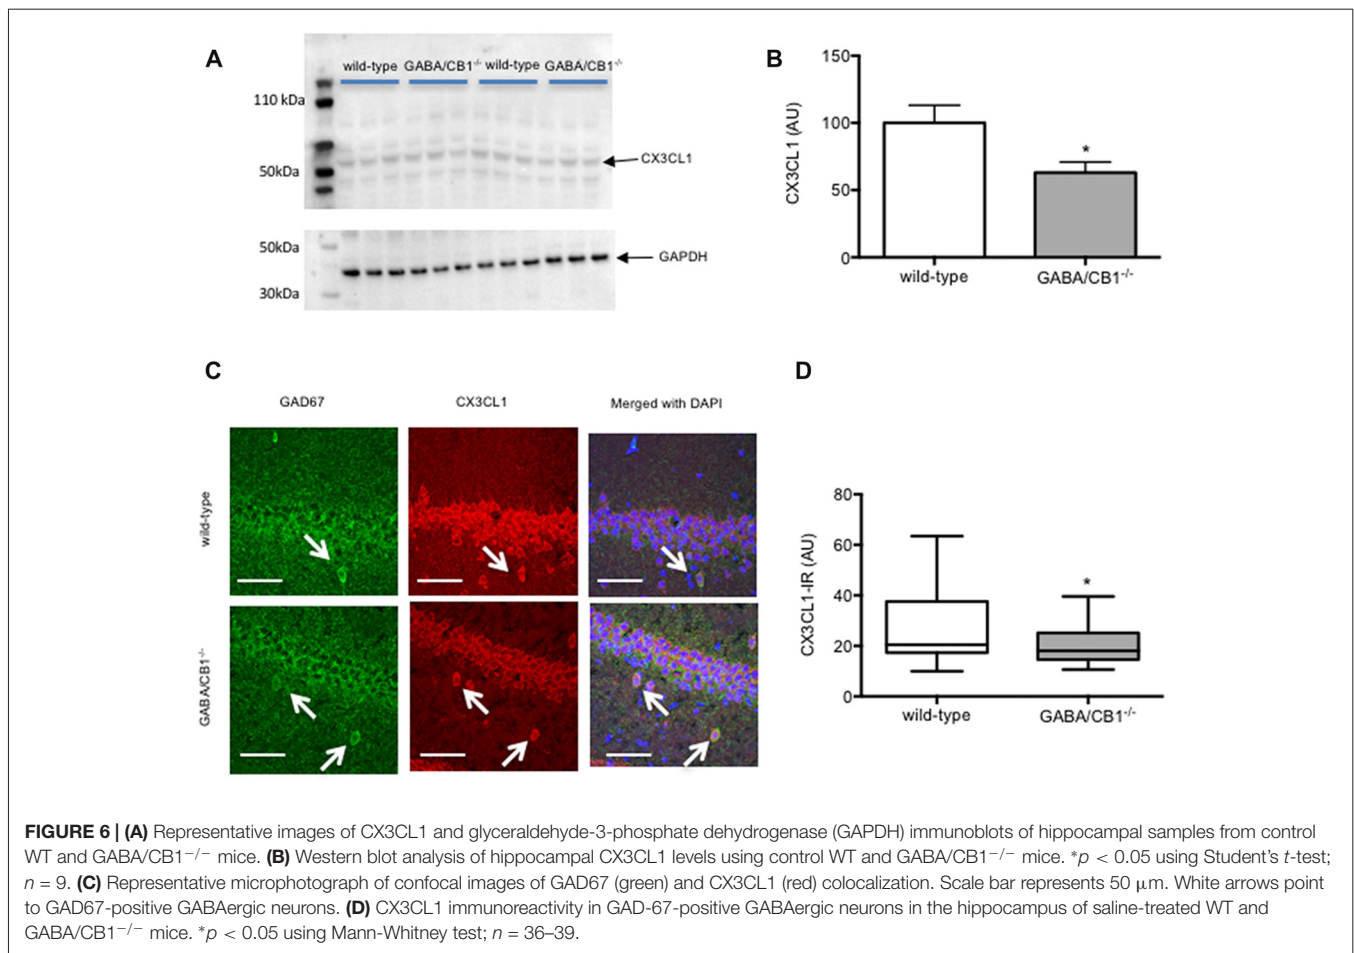 A
wild-type GABA/CB1-/- wild-type GABA/CB1-/-
110 kDa
CX3CL1
50kDa
50kDa
GAPDH
30kDa
B
150
100
50
0
CX3CL1 (AU)
*
wild-type GABA/CB1-/-
C
GAD67 CX3CL1 Merged with DAPI
wild-type
GABA/CB1-/-
D
80
60
40
20
0
CX3CL1-IR (AU)
*
wild-type GABA/CB1-/-
FIGURE 6 | (A) Representative images of CX3CL1 and glyceraldehyde-3-phosphate dehydrogenase (GAPDH) immunoblots of hippocampal samples from control
WT and GABA/CB1−/− mice. (B) Western blot analysis of hippocampal CX3CL1 levels using control WT and GABA/CB1−/− mice. *p < 0.05 using Student's t-test;
n = 9. (C) Representative microphotograph of confocal images of GAD67 (green) and CX3CL1 (red) colocalization. Scale bar represents 50 μm. White arrows point
to GAD67-positive GABAergic neurons. (D) CX3CL1 immunoreactivity in GAD-67-positive GABAergic neurons in the hippocampus of saline-treated WT and
GABA/CB1−/− mice. *p < 0.05 using Mann-Whitney test; n = 36–39.